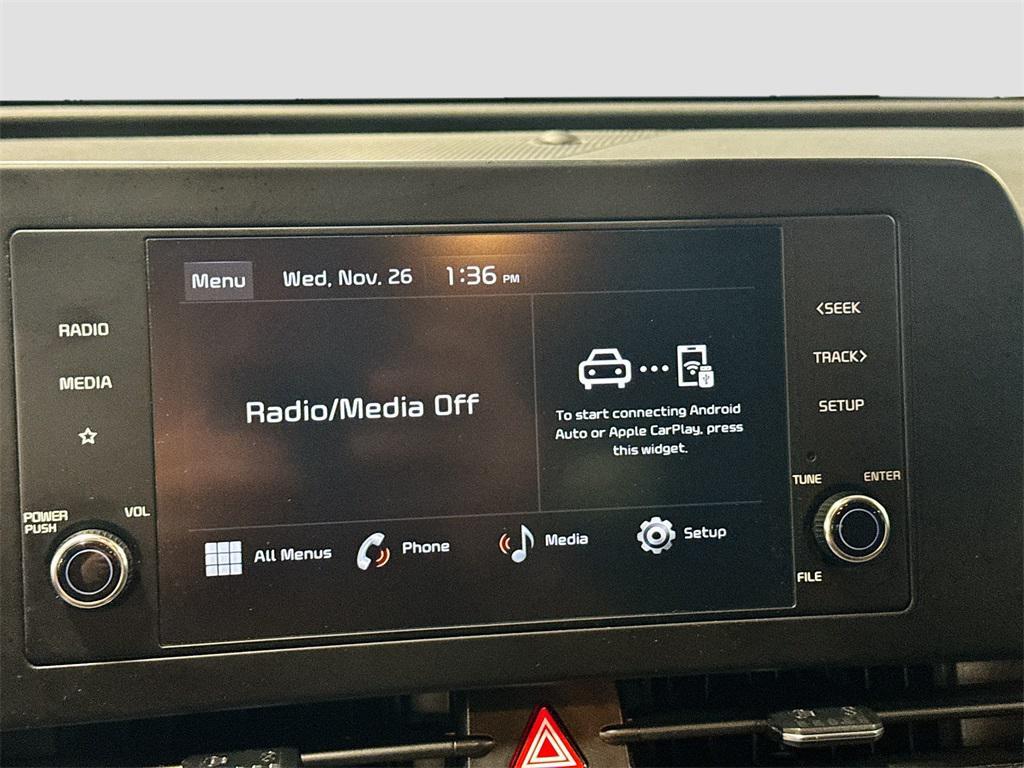 Menu Wed, Nov. 26 1:36 PM
RADIO
MEDIA
POWER PUSH VOL
Radio/Media Off
To start connecting Android
Auto or Apple CarPlay, press
this widget.
All Menus Phone Media Setup
<SEEK
TRACK>
SETUP
TUNE ENTER
FILE